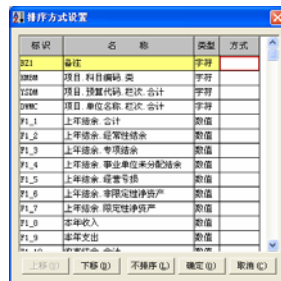 排序方式设置
标识 名 称 类型 方式
BZ1 备注 字符
XMBM 项目.科目编码.类 字符
YSDM 项目.预算代码.栏次.合计 字符
DWMC 项目.单位名称.栏次.合计 字符
F1_1 上年结余.合计 数值
F1_2 上年结余.经常性结余 数值
F1_3 上年结余.专项结余 数值
F1_4 上年结余.事业单位未分配结余 数值
F1_5 上年结余.经营亏损 数值
F1_6 上年结余.非限定性净资产 数值
F1_7 上年结余.限定性净资产 数值
F1_8 本年收入 数值
F1_9 本年支出 数值
F1_10 数值
上移(U) 下移(D) 不排序(L) 确定(O) 取消(C)